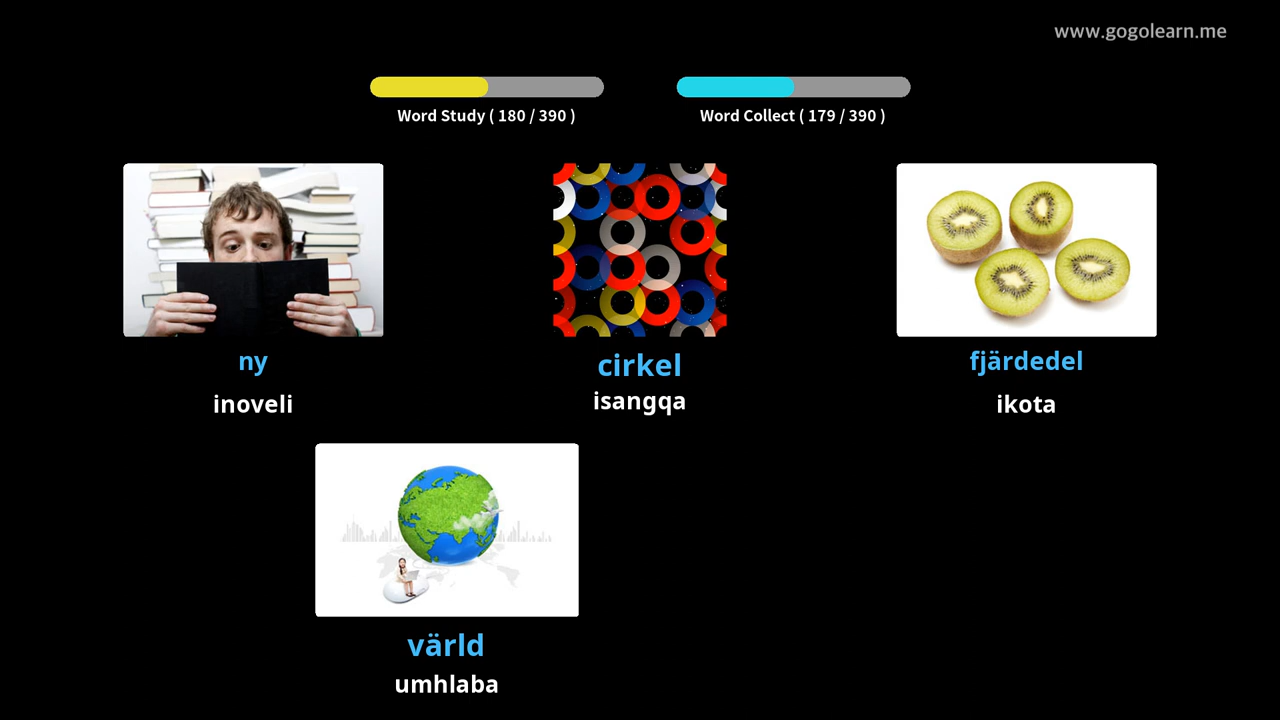 www.gogolearn.me
Word Study ( 180 / 390 )
Word Collect ( 179 / 390 )
ny
cirkel
fjärdedel
inoveli
isangqa
ikota
värld
umhlaba